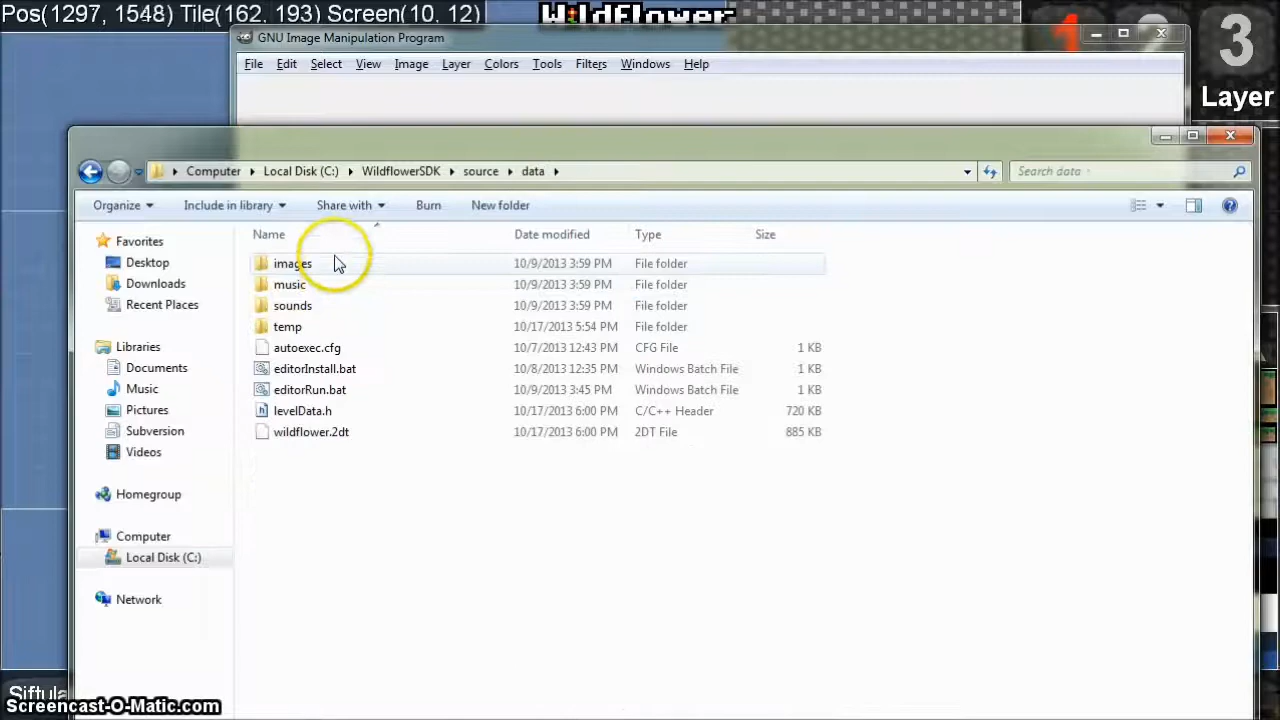 Pos(1297, 1548) Tile(162, 193) Screen(10, 12)
WildFlower
1 2 3
Layer
GNU Image Manipulation Program
File Edit Select View Image Layer Colors Tools Filters Windows Help
Computer Local Disk (C:) WildflowerSDK source data
Search data
Organize Include in library Share with Burn New folder
Name Date modified Type Size
Favorites
Desktop
Downloads
Recent Places
Libraries
Documents
Music
Pictures
Subversion
Videos
Homegroup
Computer
Local Disk (C:)
Network
images 10/9/2013 3:59 PM File folder
music 10/9/2013 3:59 PM File folder
sounds 10/9/2013 3:59 PM File folder
temp 10/17/2013 5:54 PM File folder
autoexec.cfg 10/7/2013 12:43 PM CFG File 1 KB
editorInstall.bat 10/8/2013 12:35 PM Windows Batch File 1 KB
editorRun.bat 10/9/2013 3:45 PM Windows Batch File 1 KB
levelData.h 10/17/2013 6:00 PM C/C++ Header 720 KB
wildflower.2dt 10/17/2013 6:00 PM 2DT File 885 KB
Screencast-O-Matic.com